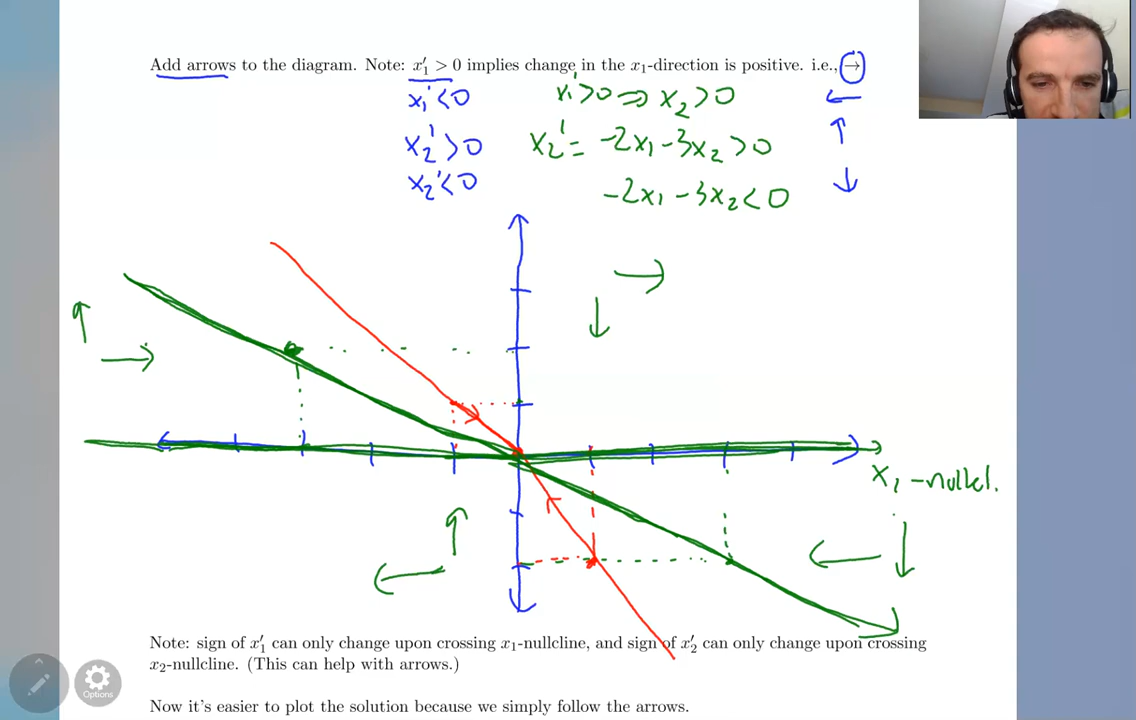 Add arrows to the diagram. Note: x₁′ > 0 implies change in the x₁-direction is positive. i.e., →
x₁′<0 x₁′>0 ⇒ x₂>0 ←
x₂′>0 x₂′= -2x₁-3x₂>0 ↑
x₂′<0 -2x₁-3x₂<0 ↓
x₁-nullcl.
Note: sign of x₁′ can only change upon crossing x₁-nullcline, and sign of x₂′ can only change upon crossing
x₂-nullcline. (This can help with arrows.)
Options
Now it's easier to plot the solution because we simply follow the arrows.